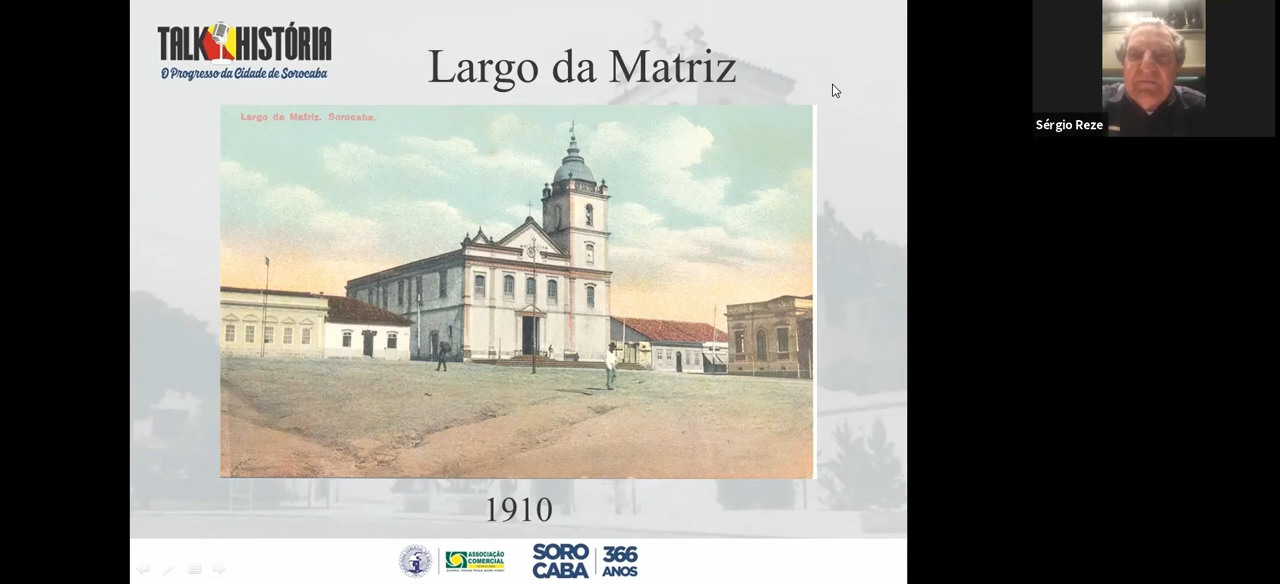 TALK HISTÓRIA
O Progresso da Cidade de Sorocaba
Largo da Matriz
Largo da Matriz. Sorocaba.
1910
ASSOCIAÇÃO
COMERCIAL
SOROCABA
SORO
CABA
366
ANOS
Sérgio Reze